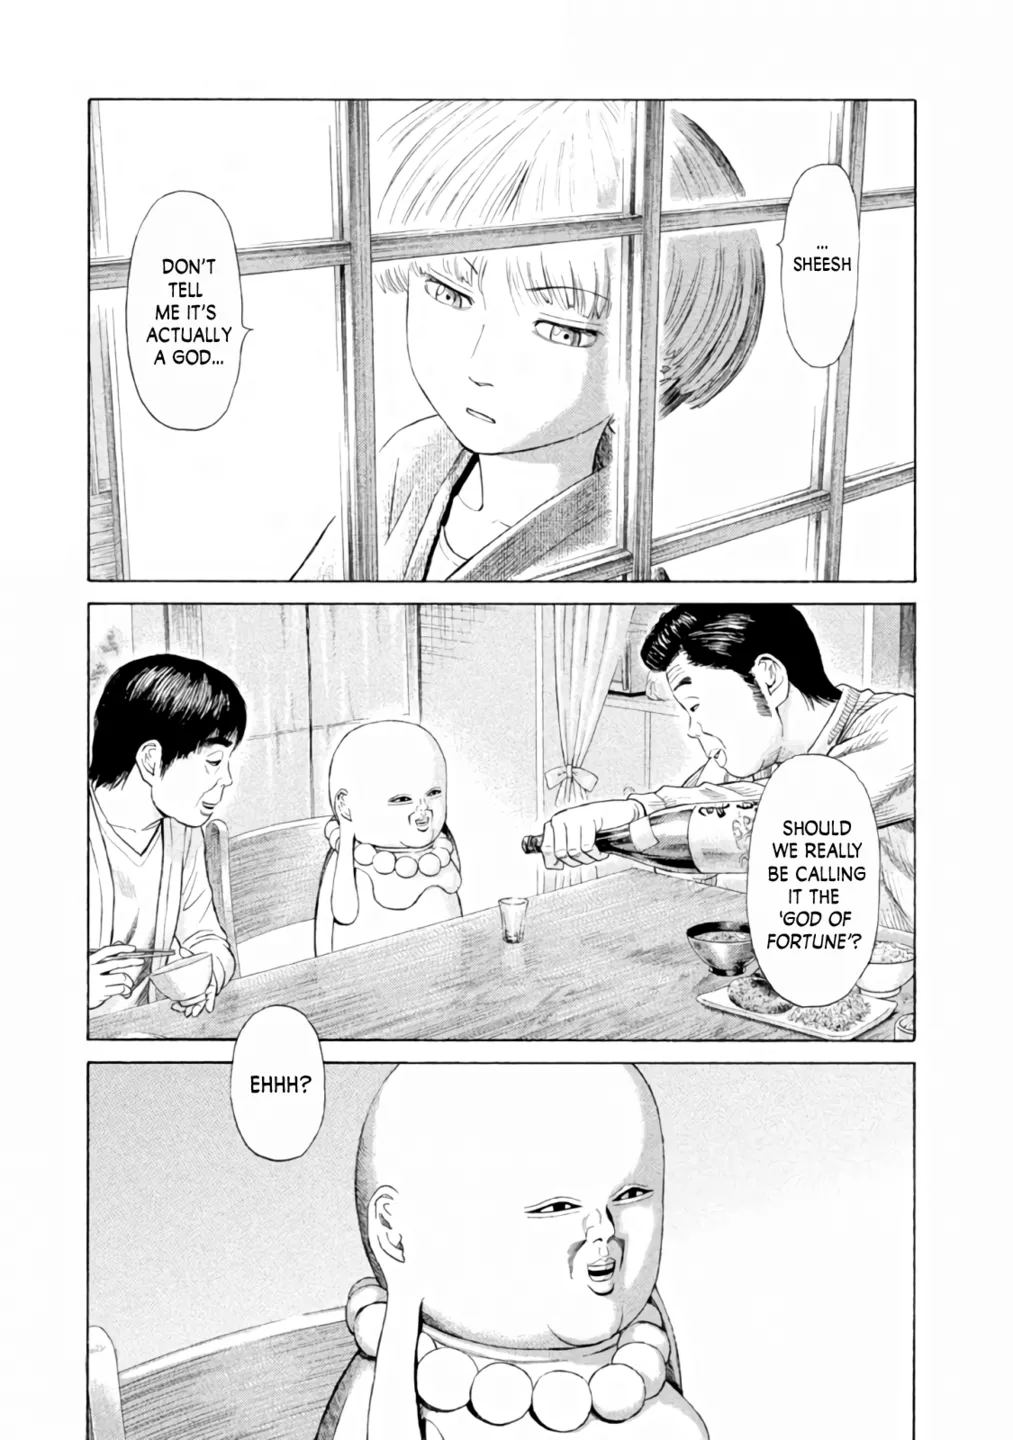 ...
SHEESH
DON'T
TELL
ME IT'S
ACTUALLY
A GOD...
SHOULD
WE REALLY
BE CALLING
IT THE
'GOD OF
FORTUNE'?
EHHH?